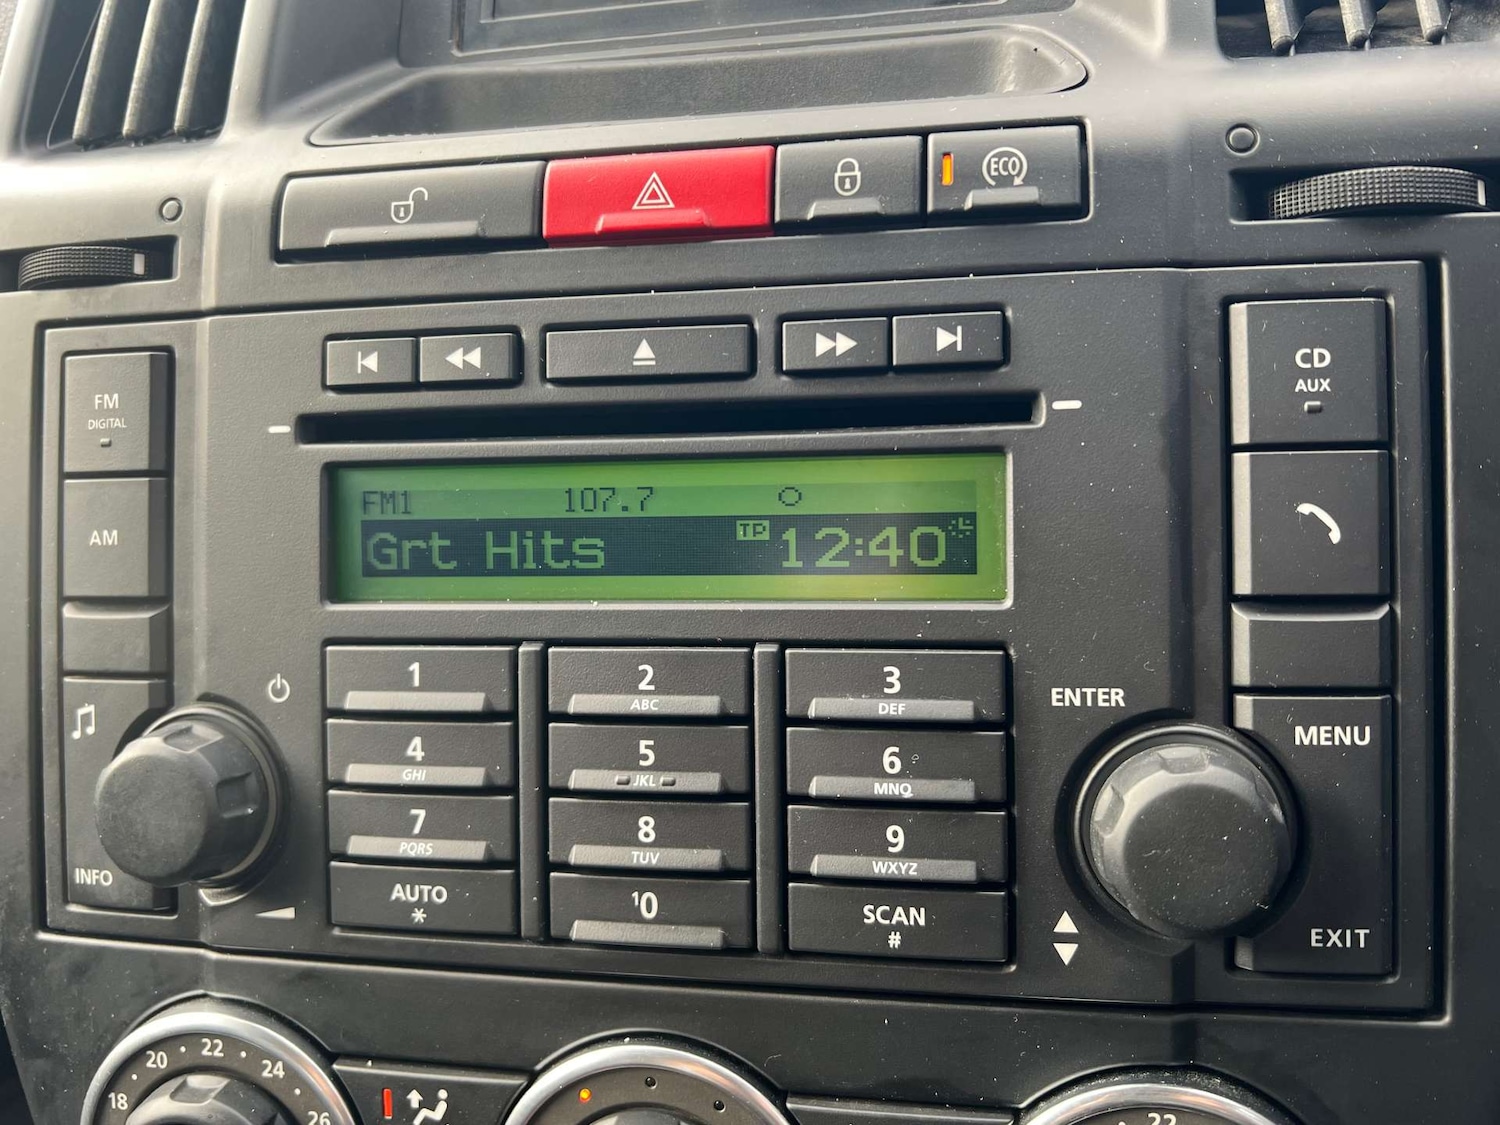 ECO
CD
AUX
FM
DIGITAL
FM1 107.7
Grt Hits TP 12:40
AM
1
2
ABC
3
DEF
ENTER
MENU
4
GHI
5
JKL
6
MNO
7
PQRS
8
TUV
9
WXYZ
INFO
AUTO
*
10
SCAN
#
EXIT
18 20 22 24 26
22